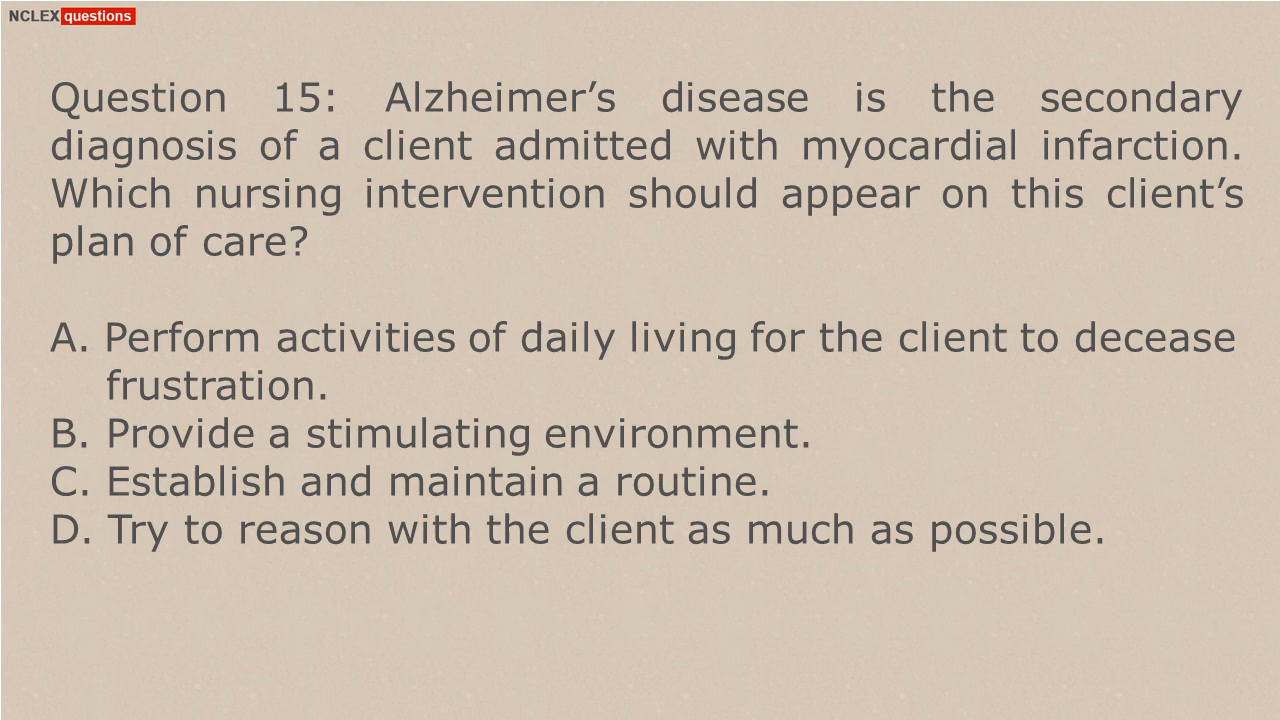 NCLEX questions
Question 15: Alzheimer’s disease is the secondary
diagnosis of a client admitted with myocardial infarction.
Which nursing intervention should appear on this client’s
plan of care?
A. Perform activities of daily living for the client to decease
frustration.
B. Provide a stimulating environment.
C. Establish and maintain a routine.
D. Try to reason with the client as much as possible.